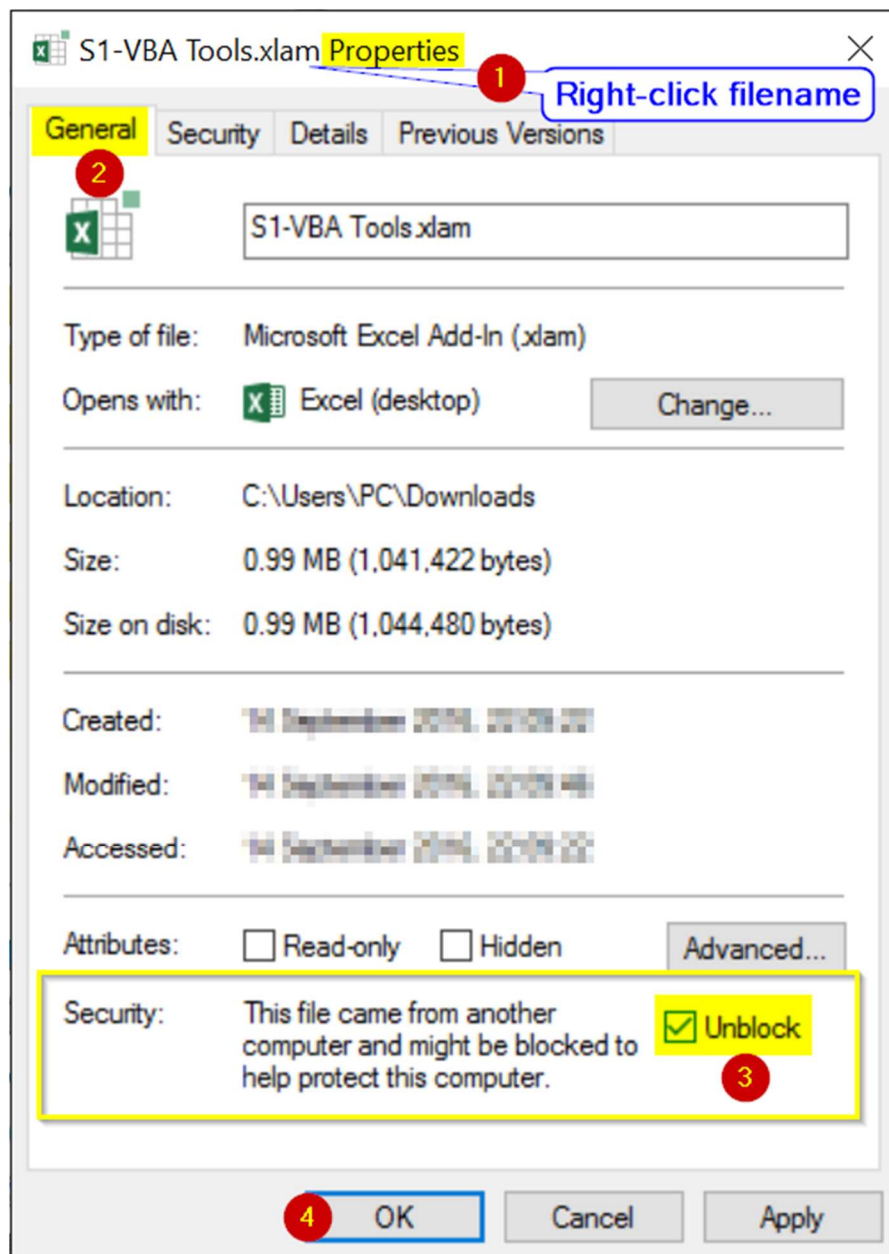 S1-VBA Tools.xlam Properties
1
Right-click filename
General Security Details Previous Versions
2
S1-VBA Tools.xlam
Type of file: Microsoft Excel Add-In (.xlam)
Opens with: Excel (desktop) Change...
Location: C:\Users\PC\Downloads
Size: 0.99 MB (1,041,422 bytes)
Size on disk: 0.99 MB (1,044,480 bytes)
Created:
Modified:
Accessed:
Attributes: Read-only Hidden Advanced...
Security: This file came from another
computer and might be blocked to
help protect this computer.
Unblock
3
4 OK Cancel Apply